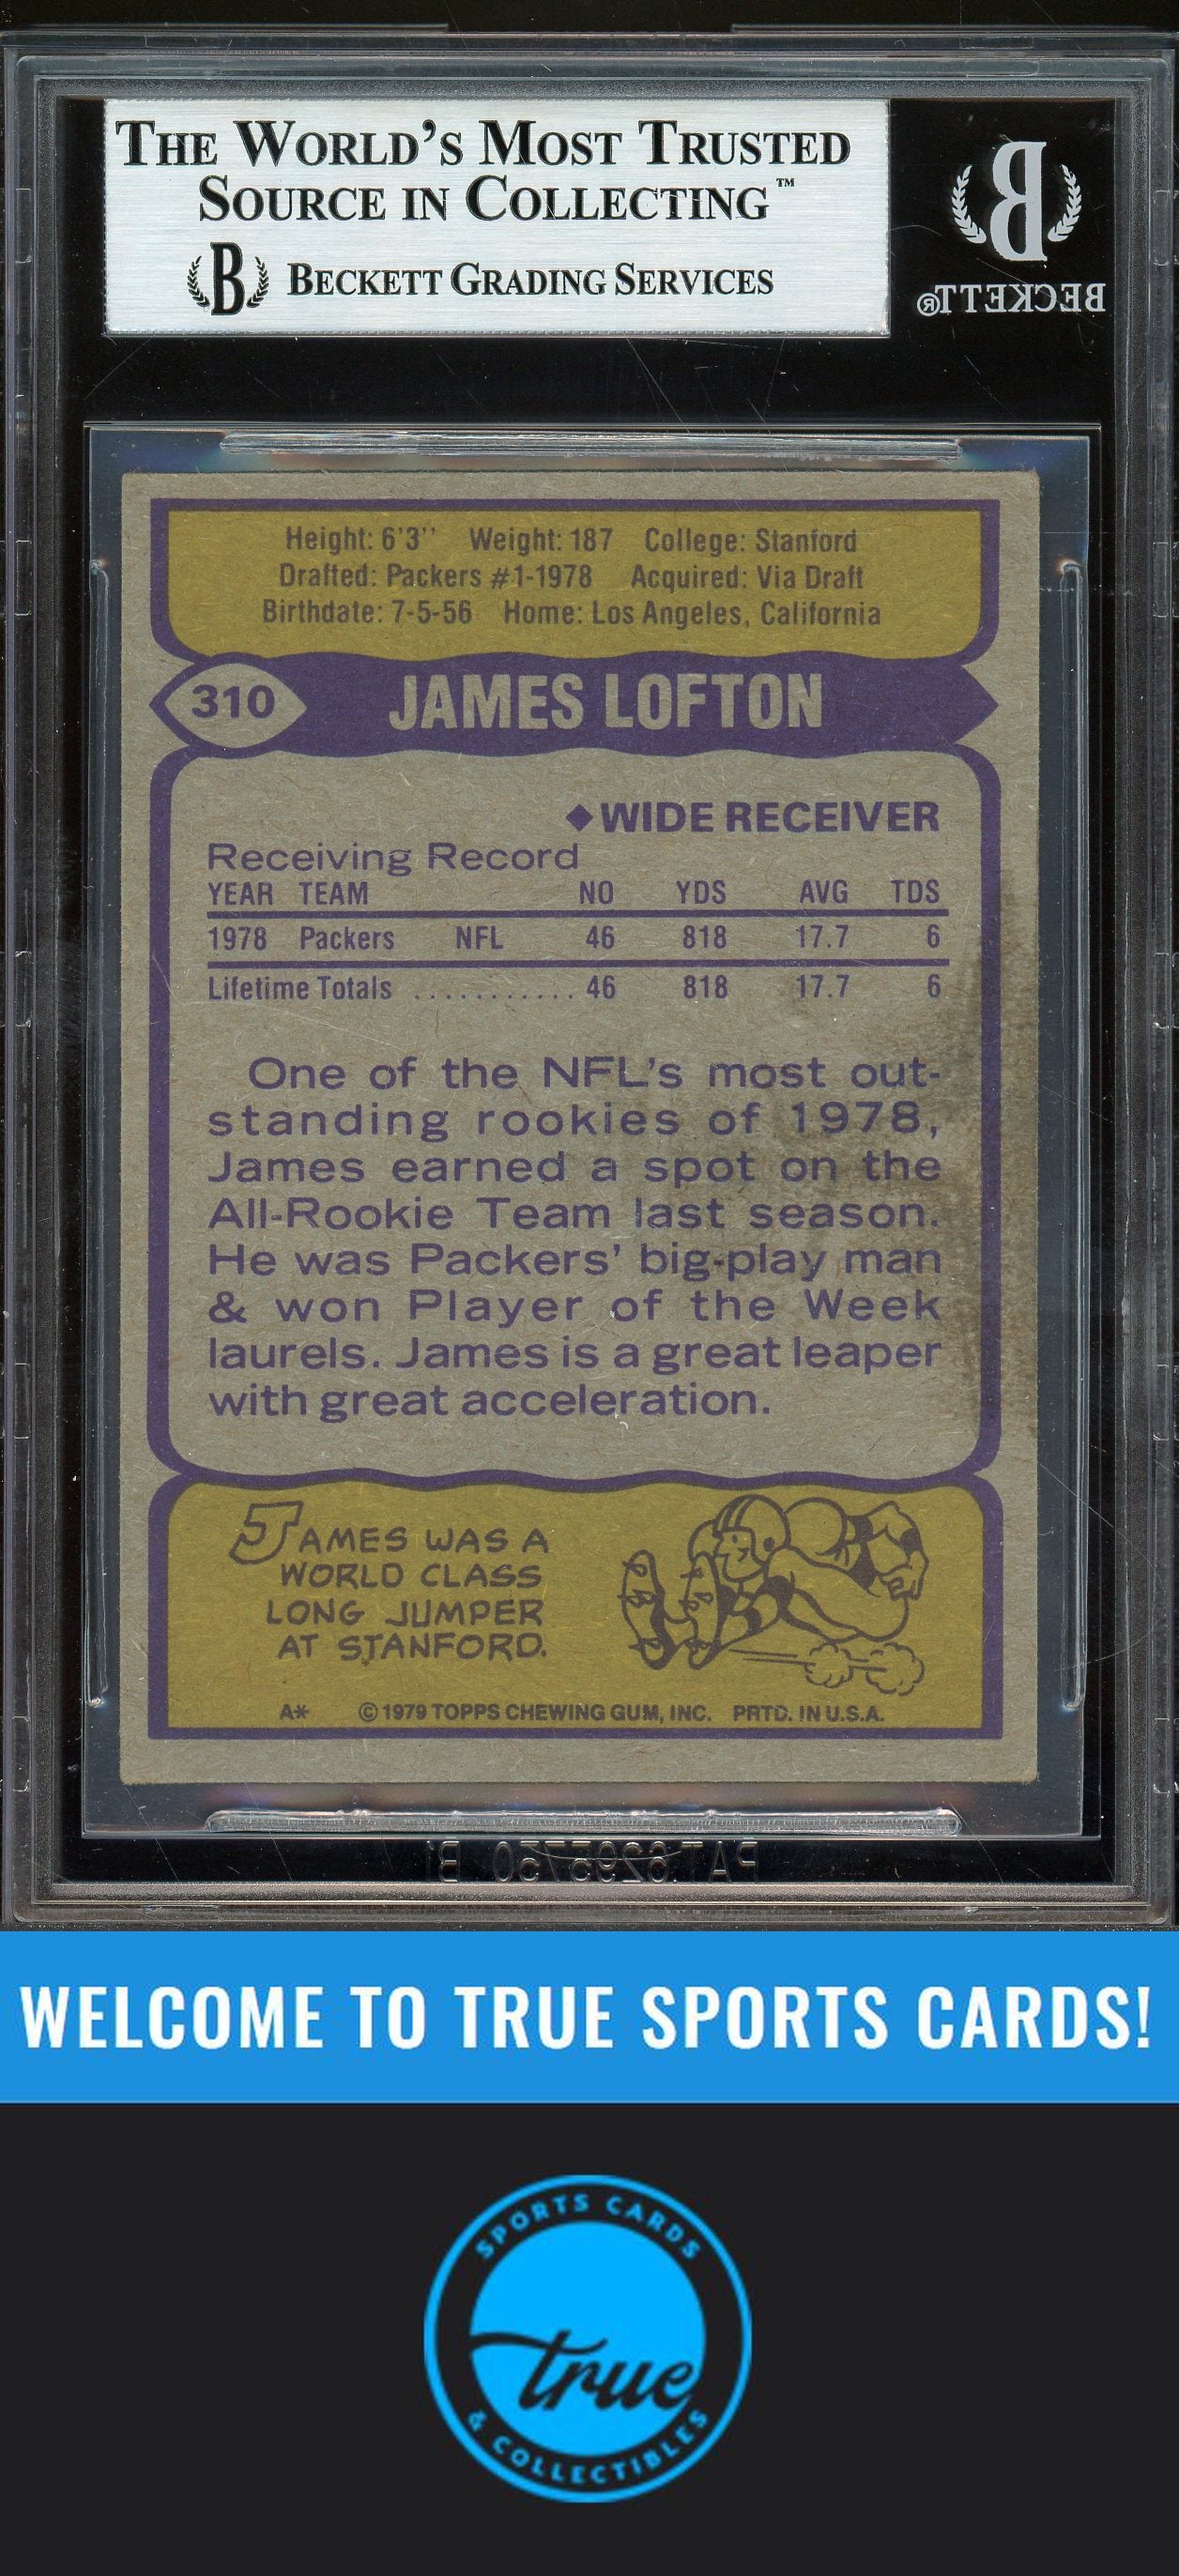 THE WORLD'S MOST TRUSTED
SOURCE IN COLLECTING™
B BECKETT GRADING SERVICES
B
BECKETT®
Height: 6'3'' Weight: 187 College: Stanford
Drafted: Packers #1-1978 Acquired: Via Draft
Birthdate: 7-5-56 Home: Los Angeles, California
310 JAMES LOFTON
◆WIDE RECEIVER
Receiving Record
YEAR TEAM NO YDS AVG TDS
1978 Packers NFL 46 818 17.7 6
Lifetime Totals ........... 46 818 17.7 6
One of the NFL's most out-
standing rookies of 1978,
James earned a spot on the
All-Rookie Team last season.
He was Packers' big-play man
& won Player of the Week
laurels. James is a great leaper
with great acceleration.
JAMES WAS A
WORLD CLASS
LONG JUMPER
AT STANFORD.
A* © 1979 TOPPS CHEWING GUM, INC. PRTD. IN U.S.A.
PAT.6295750 B1
WELCOME TO TRUE SPORTS CARDS!
SPORTS CARDS
true
& COLLECTIBLES